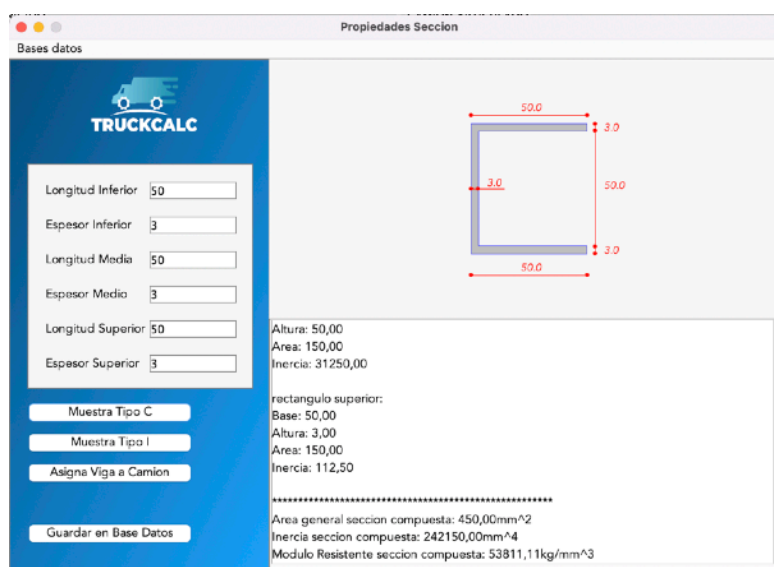 Propiedades Seccion
Bases datos
TRUCKCALC
Longitud Inferior 50
Espesor Inferior 3
Longitud Media 50
Espesor Medio 3
Longitud Superior 50
Espesor Superior 3
Muestra Tipo C
Muestra Tipo I
Asigna Viga a Camion
Guardar en Base Datos
50.0
3.0
3.0
50.0
3.0
50.0
Altura: 50,00
Area: 150,00
Inercia: 31250,00
rectangulo superior:
Base: 50,00
Altura: 3,00
Area: 150,00
Inercia: 112,50
******************************************************
Area general seccion compuesta: 450,00mm^2
Inercia seccion compuesta: 242150,00mm^4
Modulo Resistente seccion compuesta: 53811,11kg/mm^3